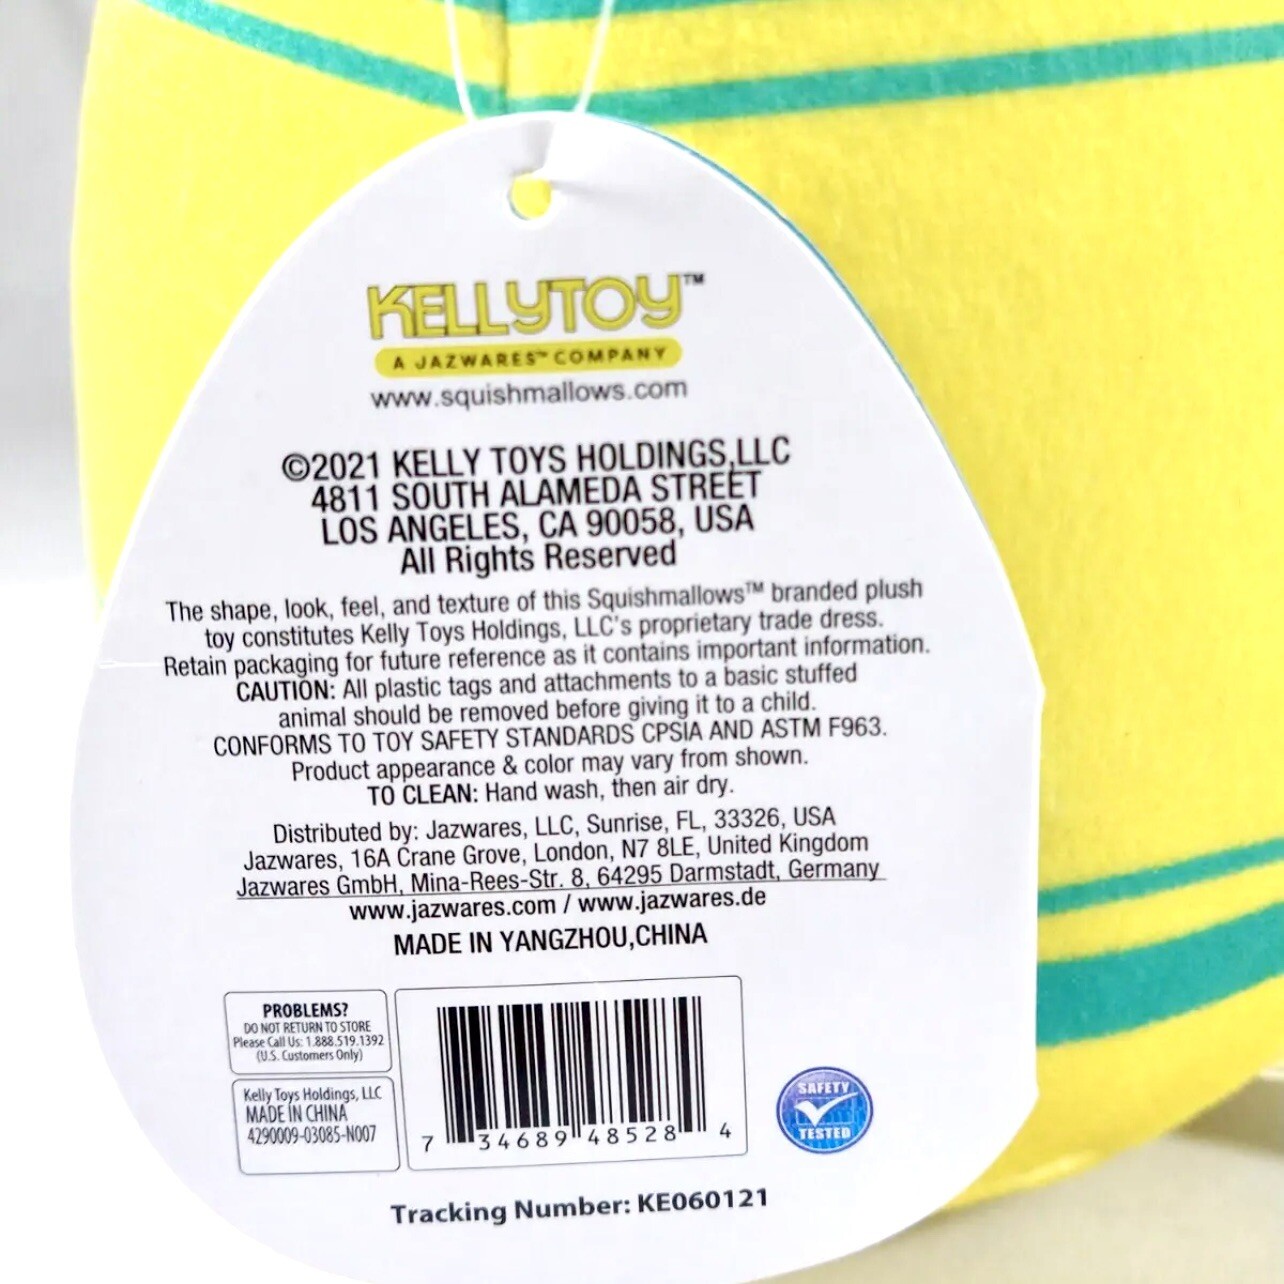 KELLYTOY™
A JAZWARES™ COMPANY
www.squishmallows.com
©2021 KELLY TOYS HOLDINGS,LLC
4811 SOUTH ALAMEDA STREET
LOS ANGELES, CA 90058, USA
All Rights Reserved
The shape, look, feel, and texture of this Squishmallows™ branded plush
toy constitutes Kelly Toys Holdings, LLC's proprietary trade dress.
Retain packaging for future reference as it contains important information.
CAUTION: All plastic tags and attachments to a basic stuffed
animal should be removed before giving it to a child.
CONFORMS TO TOY SAFETY STANDARDS CPSIA AND ASTM F963.
Product appearance & color may vary from shown.
TO CLEAN: Hand wash, then air dry.
Distributed by: Jazwares, LLC, Sunrise, FL, 33326, USA
Jazwares, 16A Crane Grove, London, N7 8LE, United Kingdom
Jazwares GmbH, Mina-Rees-Str. 8, 64295 Darmstadt, Germany
www.jazwares.com / www.jazwares.de
MADE IN YANGZHOU,CHINA
PROBLEMS?
DO NOT RETURN TO STORE
Please Call Us: 1.888.519.1392
(U.S. Customers Only)
Kelly Toys Holdings, LLC
MADE IN CHINA
4290009-03085-N007
7 34689 48528 4
SAFETY
TESTED
Tracking Number: KE060121